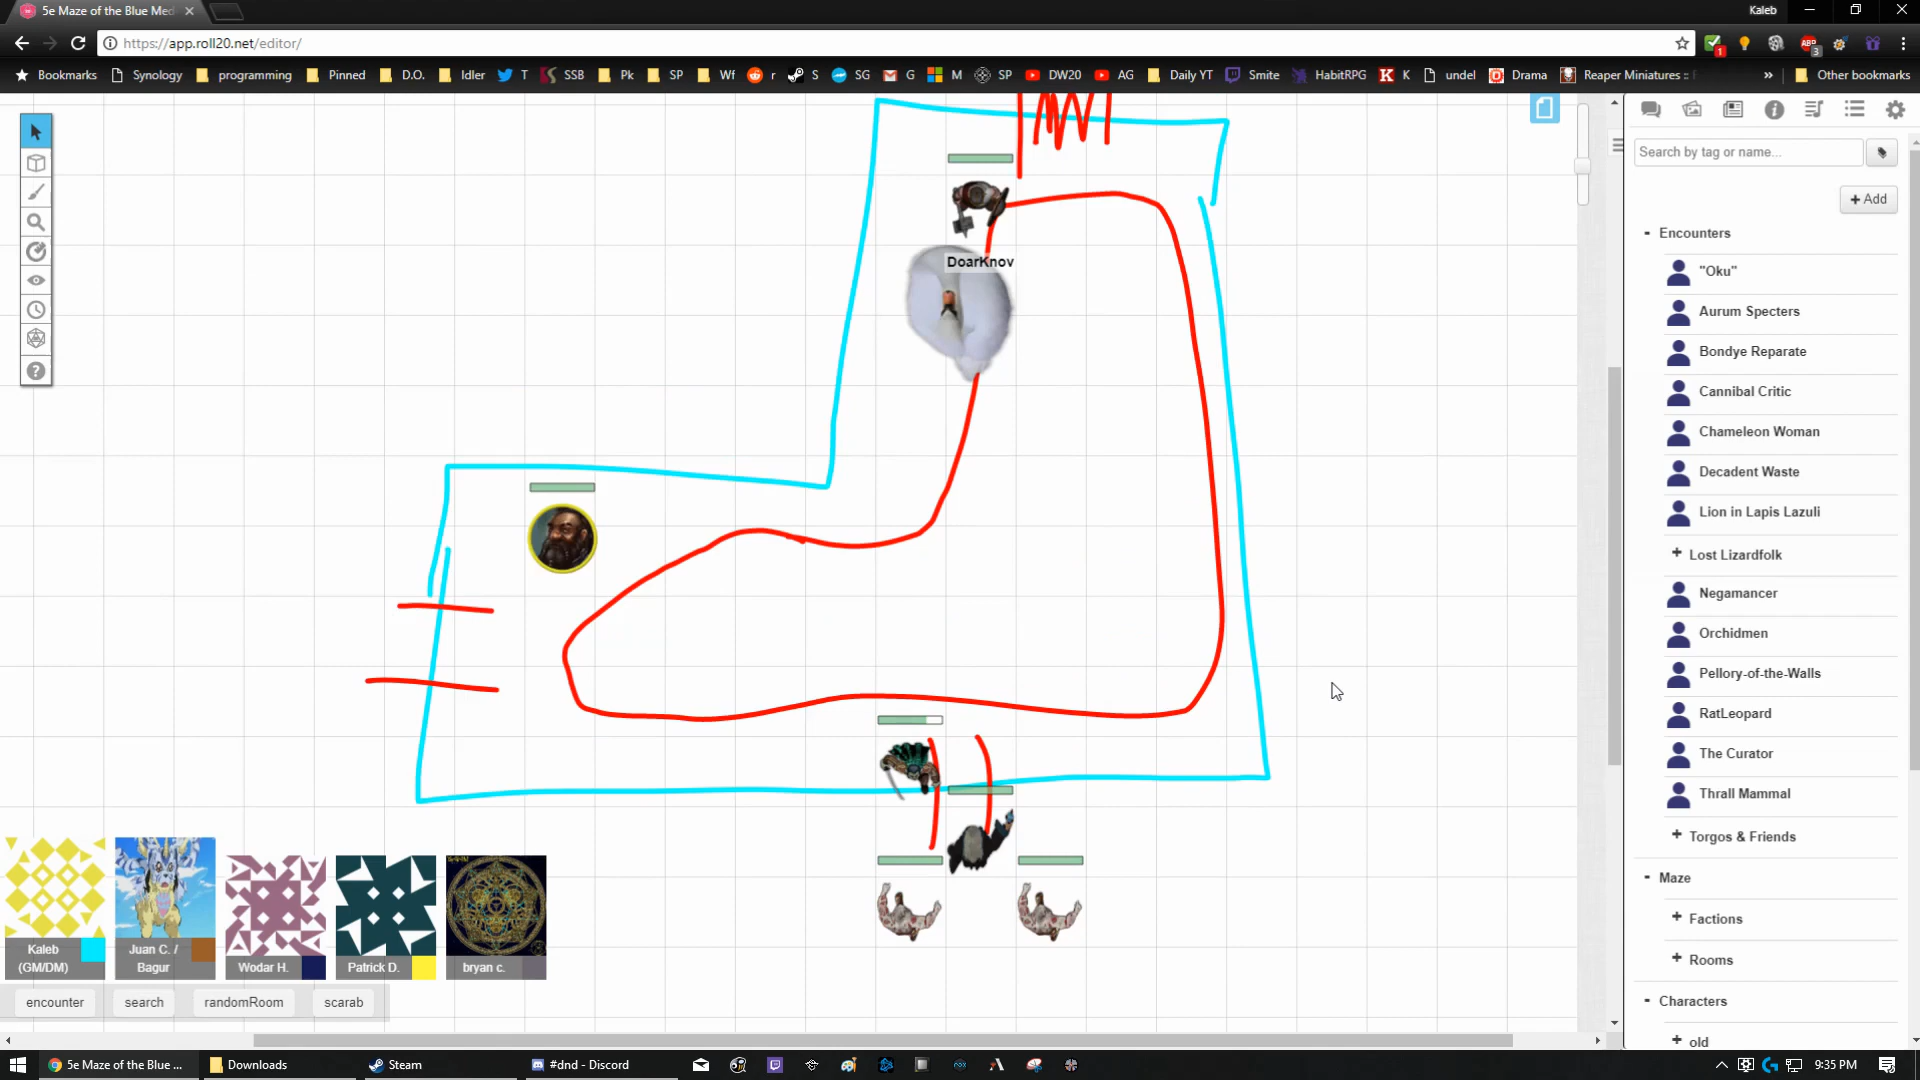 5e Maze of the Blue Med
Kaleb
https://app.roll20.net/editor/
1
ABP
3
Bookmarks
Synology
programming
Pinned
D.O.
Idler
T
SSB
Pk
SP
Wf
r
S
SG
G
M
SP
DW20
AG
Daily YT
Smite
HabitRPG
K
undel
Drama
Reaper Miniatures ::
»
Other bookmarks
Search by tag or name...
+ Add
- Encounters
"Oku"
Aurum Specters
Bondye Reparate
Cannibal Critic
Chameleon Woman
Decadent Waste
Lion in Lapis Lazuli
+ Lost Lizardfolk
Negamancer
Orchidmen
Pellory-of-the-Walls
RatLeopard
The Curator
Thrall Mammal
+ Torgos & Friends
- Maze
+ Factions
+ Rooms
- Characters
+ old
DoarKnov
Kaleb
(GM/DM)
Juan C. /
Bagur
Wodar H.
Patrick D.
bryan c.
encounter
search
randomRoom
scarab
5e Maze of the Blue ...
Downloads
Steam
#dnd - Discord
9:35 PM